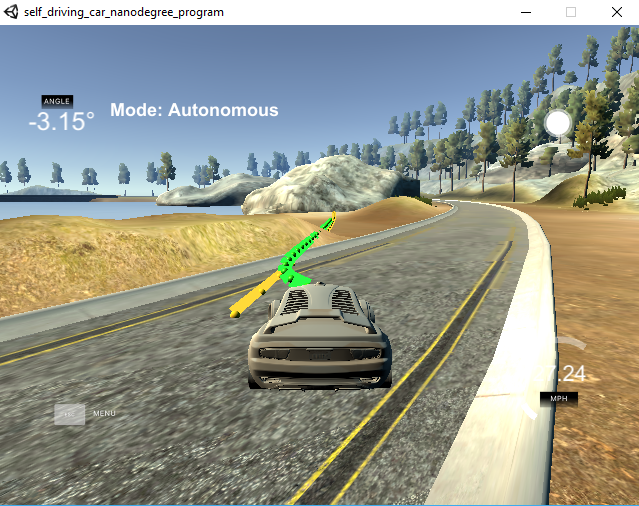 self_driving_car_nanodegree_program
ANGLE
-3.15°
Mode: Autonomous
.24
MPH
MENU